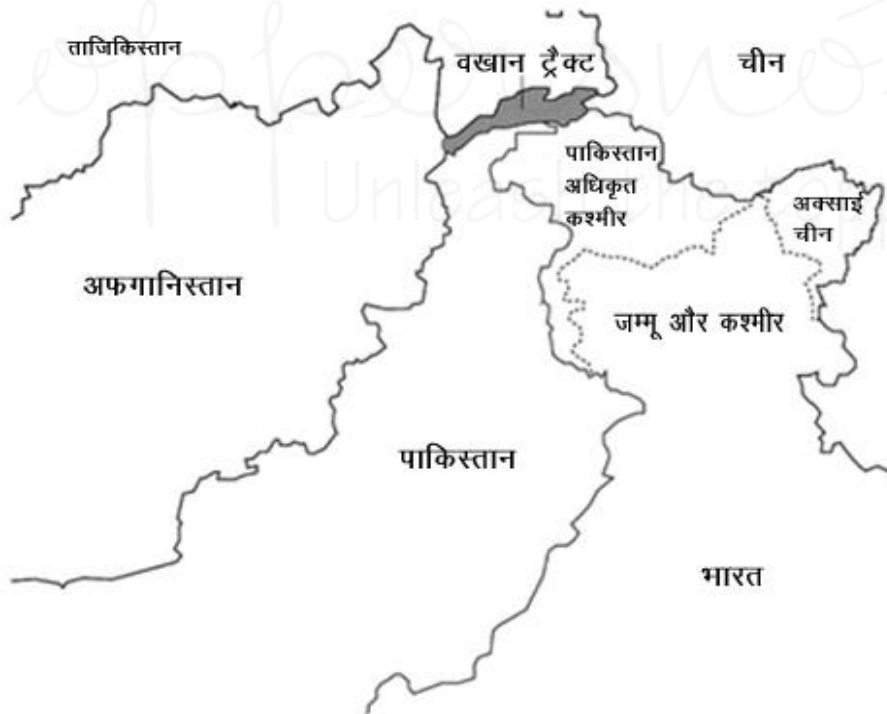 ताजिकिस्तान
वखान ट्रैक्ट
चीन
पाकिस्तान
अधिकृत
कश्मीर
अक्साई
चीन
अफगानिस्तान
जम्मू और कश्मीर
पाकिस्तान
भारत